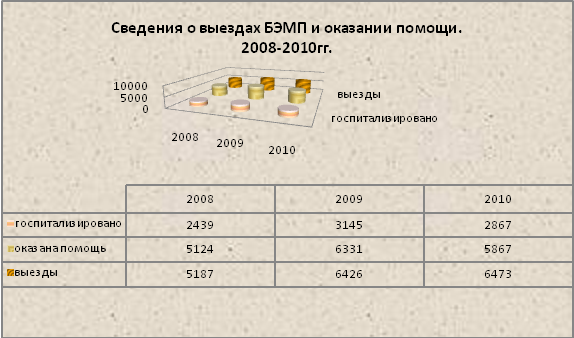 Сведения о выездах БЭМП и оказании помощи.
2008-2010гг.
10000
5000
0
выезды
госпитализировано
2008
2009
2010
2008 2009 2010
госпитализировано 2439 3145 2867
оказана помощь 5124 6331 5867
выезды 5187 6426 6473